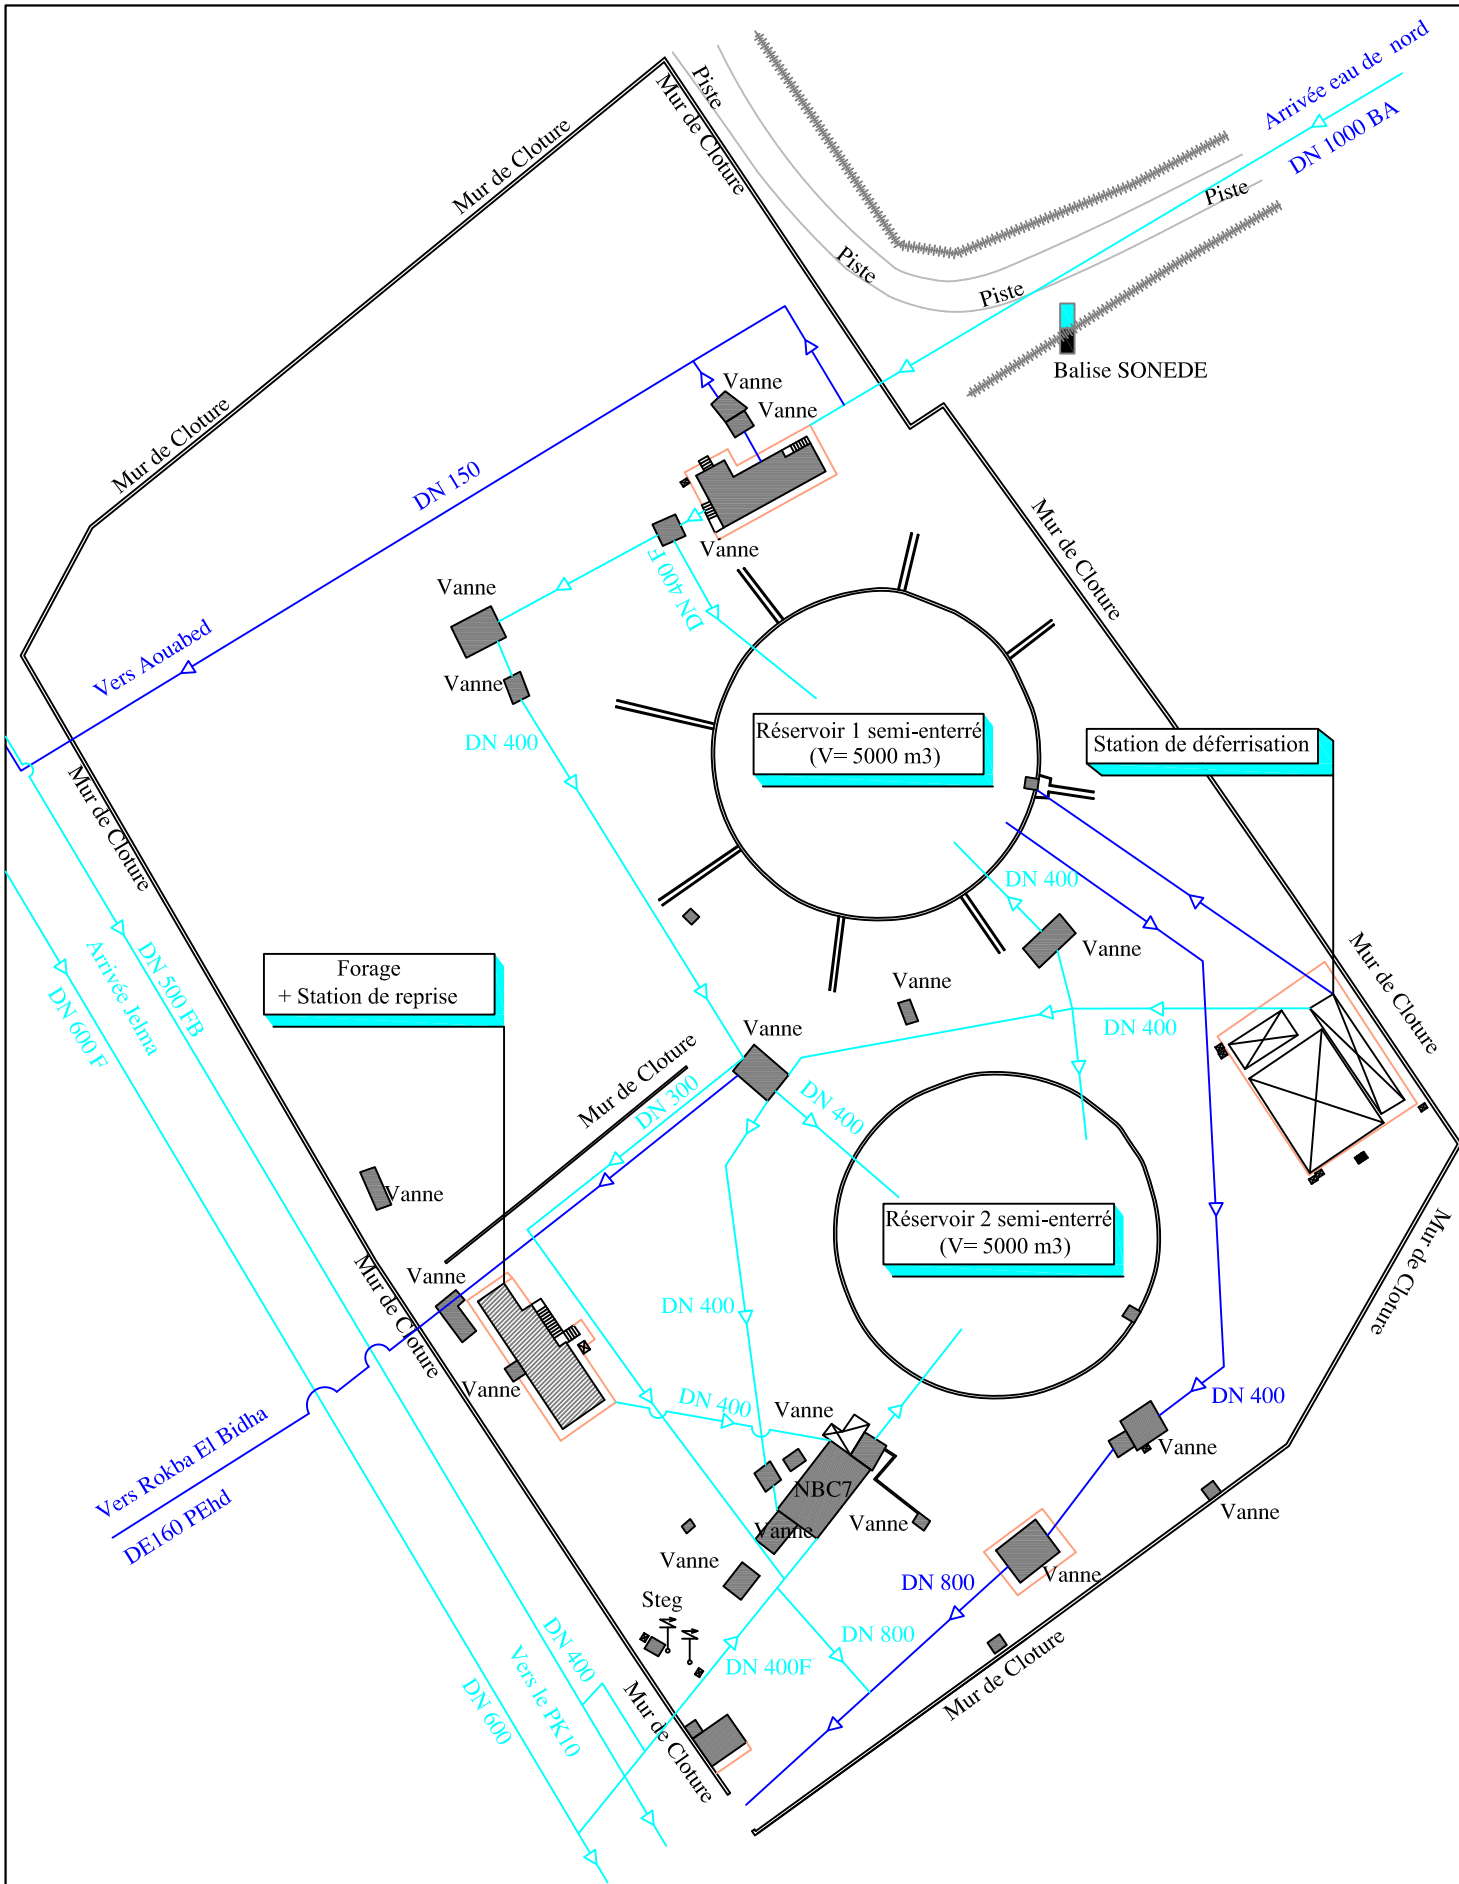 Arrivée eau de nord
DN 1000 BA
Piste
Mur de Cloture
Mur de Cloture
Piste
Piste
Piste
Balise SONEDE
Vanne
Vanne
Mur de Cloture
DN 150
Vanne
DN 400 F
Mur de Cloture
Vanne
Vers Aouabed
Vanne
DN 400
Réservoir 1 semi-enterré
(V= 5000 m3)
Station de déferrisation
Mur de Cloture
DN 400
Vanne
Mur de Cloture
Forage
+ Station de reprise
Arrivée Jelma
DN 500 FB
DN 600 F
Vanne
DN 400
Vanne
Mur de Cloture
DN 300
DN 400
Vanne
Réservoir 2 semi-enterré
(V= 5000 m3)
Mur de Cloture
Mur de Cloture
Vanne
DN 400
Vanne
DN 400
Vanne
DN 400
Vanne
Vers Rokba El Bidha
DE160 PEhd
NBC7
Vanne
Vanne
Vanne
Vanne
Vanne
Steg
DN 800
DN 800
DN 400F
DN 400
Vers le PK10
DN 600
Mur de Cloture
Mur de Cloture